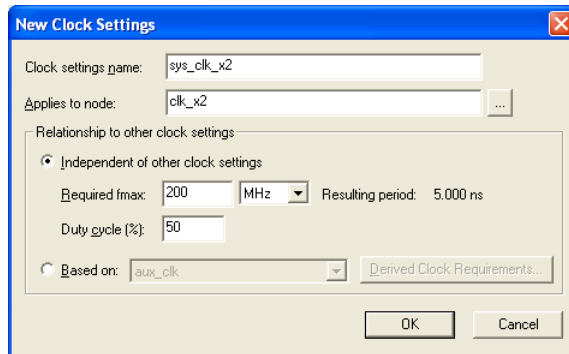 New Clock Settings
Clock settings name: sys_clk_x2
Applies to node: clk_x2 ...
Relationship to other clock settings
Independent of other clock settings
Required fmax: 200 MHz Resulting period: 5.000 ns
Duty cycle (%): 50
Based on: aux_clk Derived Clock Requirements...
OK Cancel